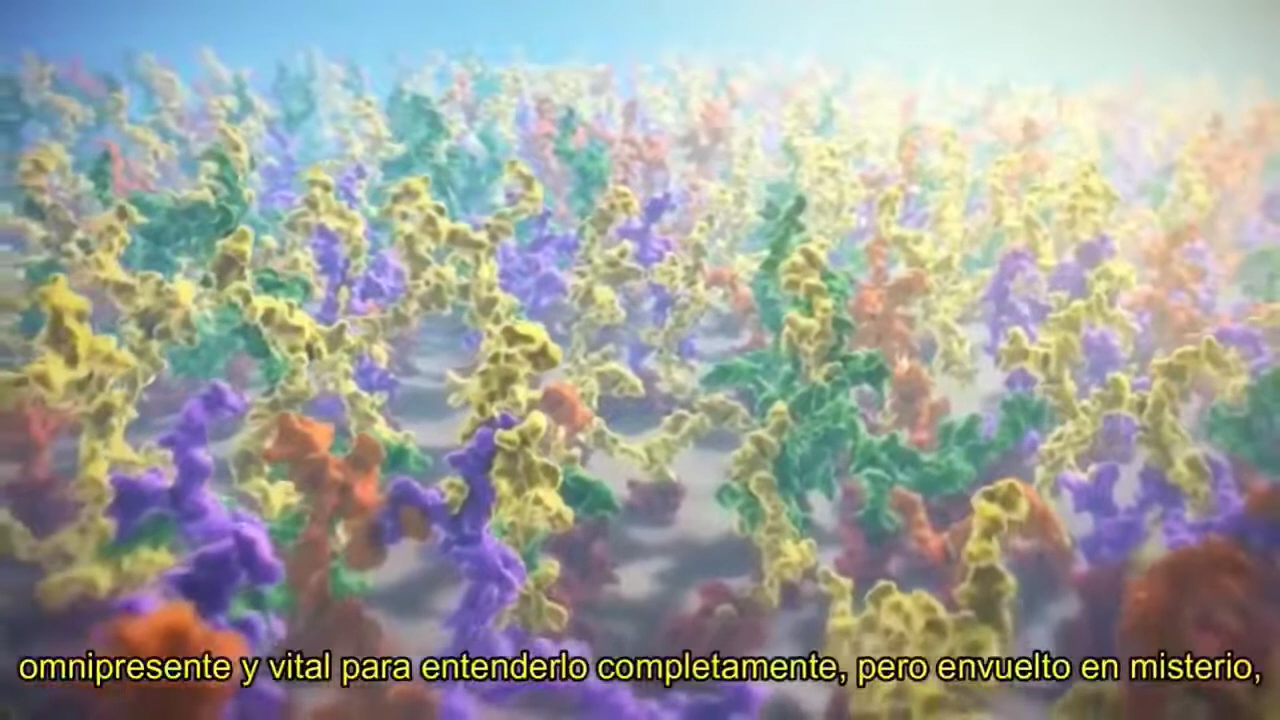 omnipresente y vital para entenderlo completamente, pero envuelto en misterio,